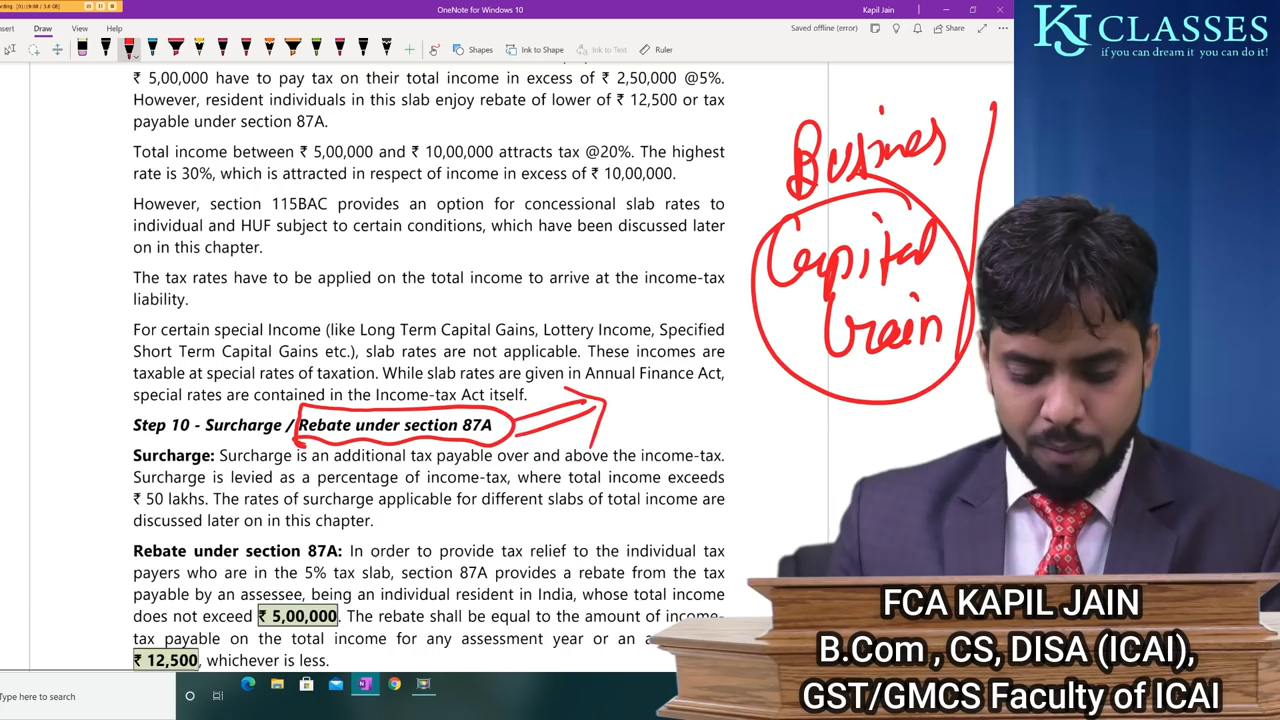 OneNote for Windows 10
Kapil Jain
nsert
Draw
View
Help
Saved offline (error)
Share
Shapes
Ink to Shape
Ink to Text
Ruler
₹ 5,00,000 have to pay tax on their total income in excess of ₹ 2,50,000 @5%.
However, resident individuals in this slab enjoy rebate of lower of ₹ 12,500 or tax
payable under section 87A.
Total income between ₹ 5,00,000 and ₹ 10,00,000 attracts tax @20%. The highest
rate is 30%, which is attracted in respect of income in excess of ₹ 10,00,000.
However, section 115BAC provides an option for concessional slab rates to
individual and HUF subject to certain conditions, which have been discussed later
on in this chapter.
The tax rates have to be applied on the total income to arrive at the income-tax
liability.
For certain special Income (like Long Term Capital Gains, Lottery Income, Specified
Short Term Capital Gains etc.), slab rates are not applicable. These incomes are
taxable at special rates of taxation. While slab rates are given in Annual Finance Act,
special rates are contained in the Income-tax Act itself.
Step 10 - Surcharge / Rebate under section 87A
Surcharge: Surcharge is an additional tax payable over and above the income-tax.
Surcharge is levied as a percentage of income-tax, where total income exceeds
₹ 50 lakhs. The rates of surcharge applicable for different slabs of total income are
discussed later on in this chapter.
Rebate under section 87A: In order to provide tax relief to the individual tax
payers who are in the 5% tax slab, section 87A provides a rebate from the tax
payable by an assessee, being an individual resident in India, whose total income
does not exceed ₹ 5,00,000. The rebate shall be equal to the amount of income-
tax payable on the total income for any assessment year or an a
₹ 12,500, whichever is less.
Busines
Capital
Gain
Type here to search
KJ CLASSES
if you can dream it you can do it!
FCA KAPIL JAIN
B.Com , CS, DISA (ICAI),
GST/GMCS Faculty of ICAI